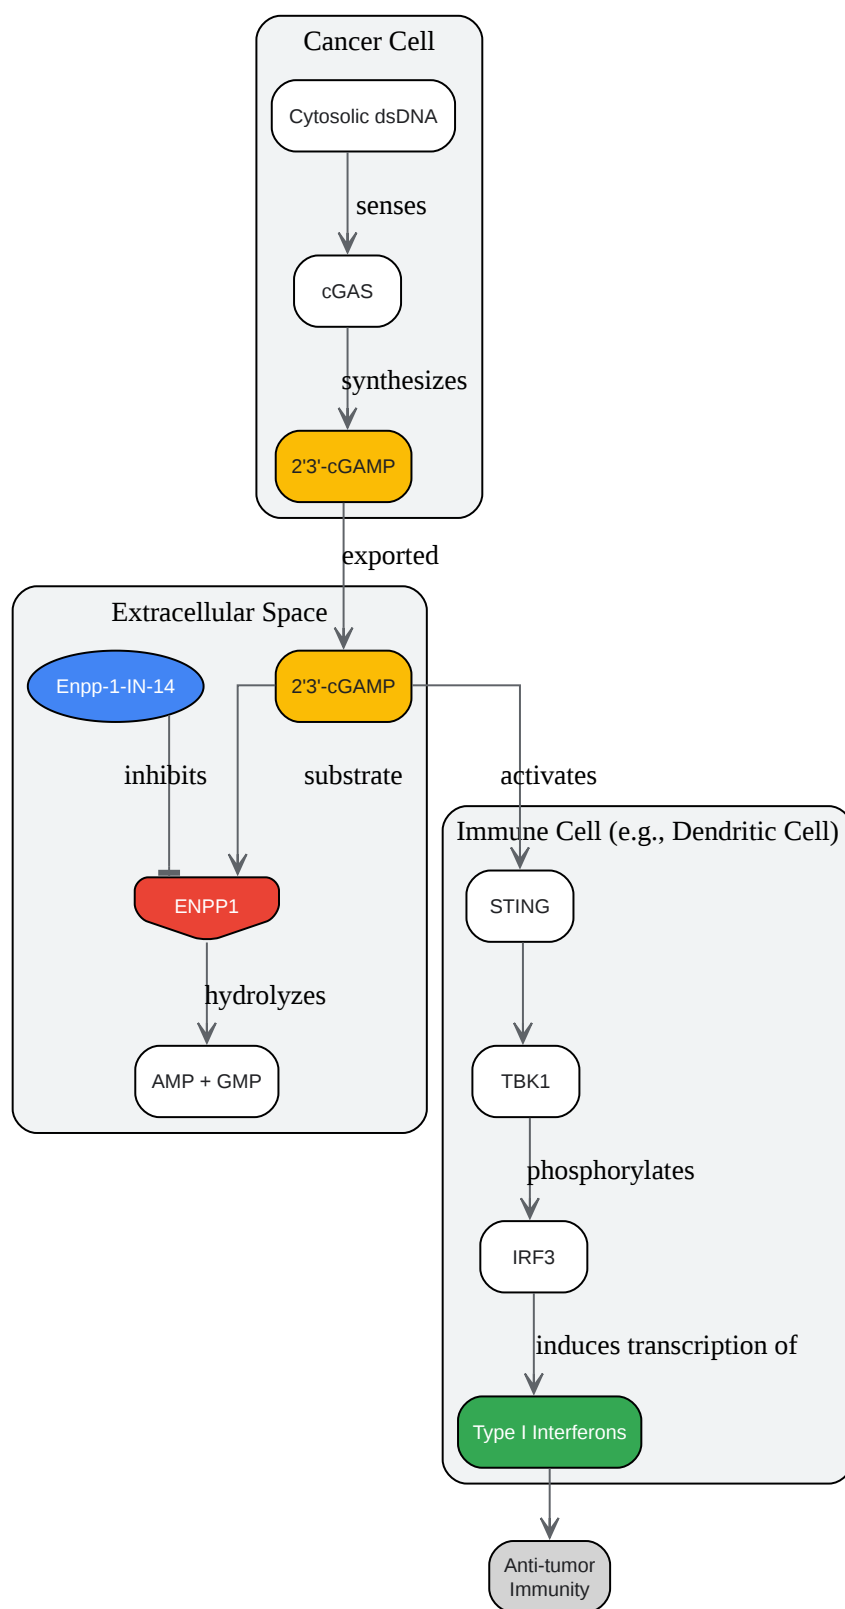 Cancer Cell
Cytosolic dsDNA
senses
cGAS
synthesizes
2'3'-cGAMP
exported
Extracellular Space
Enpp-1-IN-14
2'3'-cGAMP
inhibits
substrate
activates
Immune Cell (e.g., Dendritic Cell)
ENPP1
STING
hydrolyzes
AMP + GMP
TBK1
phosphorylates
IRF3
induces transcription of
Type I Interferons
Anti-tumor
Immunity